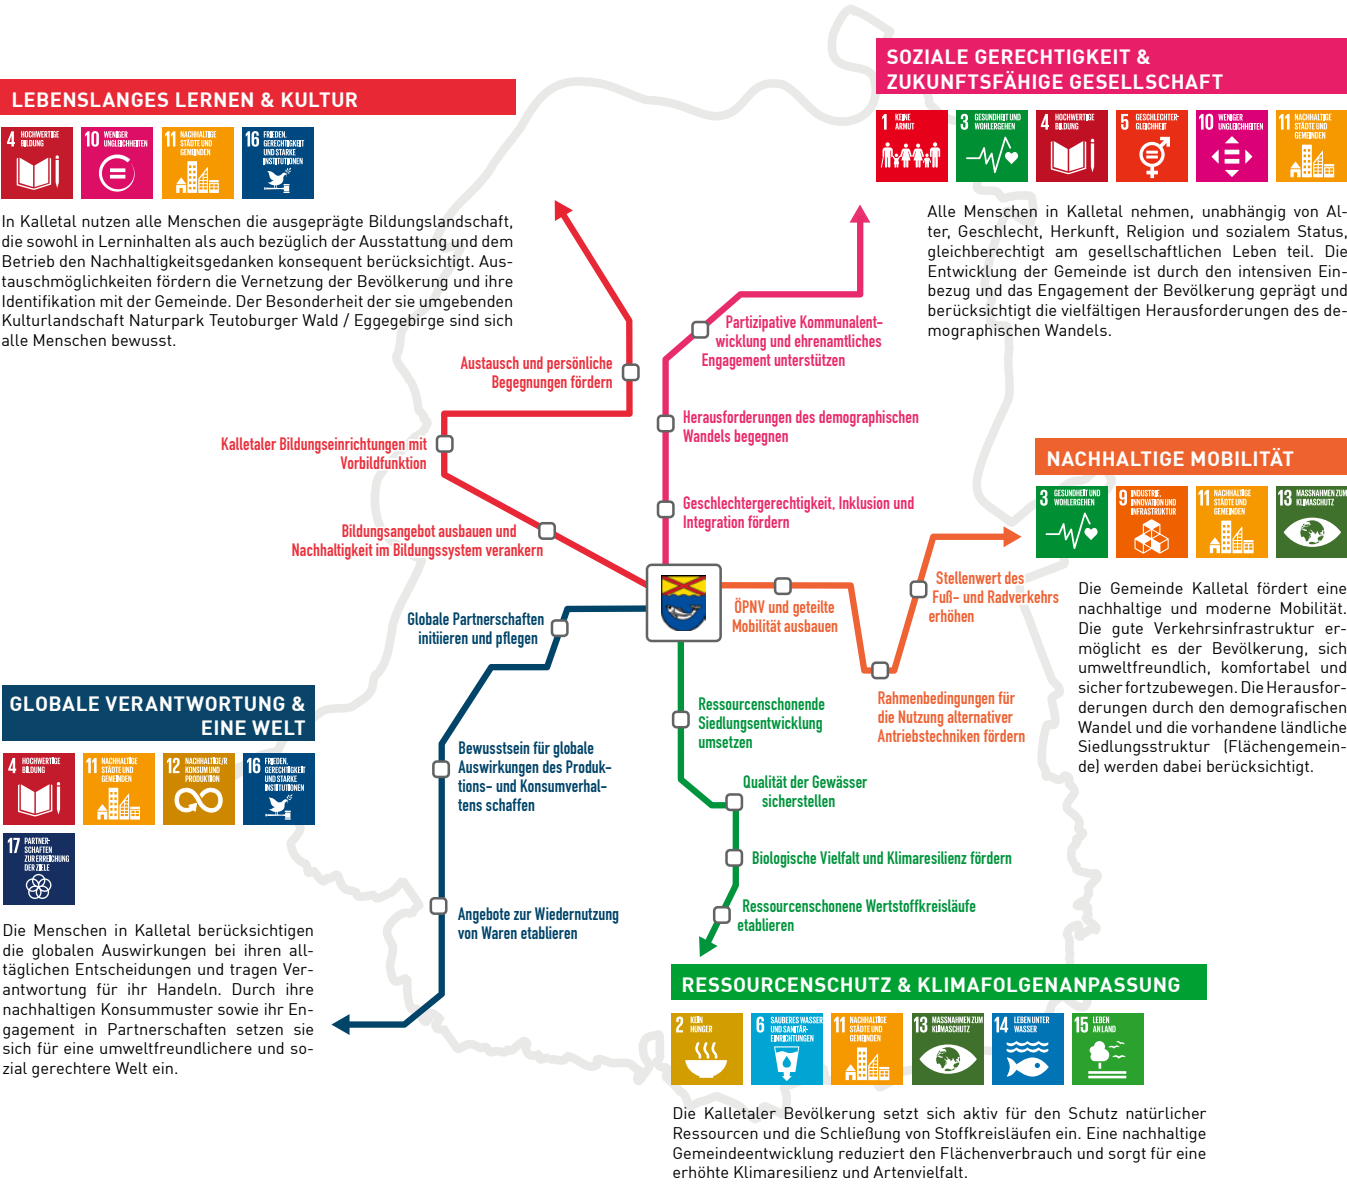 LEBENSLANGES LERNEN & KULTUR
4 HOCHWERTIGE
BILDUNG
10 WENIGER
UNGLEICHHEITEN
11 NACHHALTIGE
STÄDTE UND
GEMEINDEN
16 FRIEDEN,
GERECHTIGKEIT
UND STARKE
INSTITUTIONEN
In Kalletal nutzen alle Menschen die ausgeprägte Bildungslandschaft,
die sowohl in Lerninhalten als auch bezüglich der Ausstattung und dem
Betrieb den Nachhaltigkeitsgedanken konsequent berücksichtigt. Aus-
tauschmöglichkeiten fördern die Vernetzung der Bevölkerung und ihre
Identifikation mit der Gemeinde. Der Besonderheit der sie umgebenden
Kulturlandschaft Naturpark Teutoburger Wald / Eggegebirge sind sich
alle Menschen bewusst.
SOZIALE GERECHTIGKEIT &
ZUKUNFTSFÄHIGE GESELLSCHAFT
1 KEINE
ARMUT
3 GESUNDHEIT UND
WOHLERGEHEN
4 HOCHWERTIGE
BILDUNG
5 GESCHLECHTER-
GLEICHHEIT
10 WENIGER
UNGLEICHHEITEN
11 NACHHALTIGE
STÄDTE UND
GEMEINDEN
Alle Menschen in Kalletal nehmen, unabhängig von Al-
ter, Geschlecht, Herkunft, Religion und sozialem Status,
gleichberechtigt am gesellschaftlichen Leben teil. Die
Entwicklung der Gemeinde ist durch den intensiven Ein-
bezug und das Engagement der Bevölkerung geprägt und
berücksichtigt die vielfältigen Herausforderungen des de-
mographischen Wandels.
Austausch und persönliche
Begegnungen fördern
Kalletaler Bildungseinrichtungen mit
Vorbildfunktion
Bildungsangebot ausbauen und
Nachhaltigkeit im Bildungssystem verankern
Partizipative Kommunalent-
wicklung und ehrenamtliches
Engagement unterstützen
Herausforderungen des demographischen
Wandels begegnen
Geschlechtergerechtigkeit, Inklusion und
Integration fördern
NACHHALTIGE MOBILITÄT
3 GESUNDHEIT UND
WOHLERGEHEN
9 INDUSTRIE,
INNOVATION UND
INFRASTRUKTUR
11 NACHHALTIGE
STÄDTE UND
GEMEINDEN
13 MASSNAHMEN ZUM
KLIMASCHUTZ
Die Gemeinde Kalletal fördert eine
nachhaltige und moderne Mobilität.
Die gute Verkehrsinfrastruktur er-
möglicht es der Bevölkerung, sich
umweltfreundlich, komfortabel und
sicher fortzubewegen. Die Herausfor-
derungen durch den demografischen
Wandel und die vorhandene ländliche
Siedlungsstruktur (Flächengemein-
de) werden dabei berücksichtigt.
ÖPNV und geteilte
Mobilität ausbauen
Stellenwert des
Fuß- und Radverkehrs
erhöhen
Rahmenbedingungen für
die Nutzung alternativer
Antriebstechniken fördern
Globale Partnerschaften
initiieren und pflegen
Bewusstsein für globale
Auswirkungen des Produk-
tions- und Konsumverhal-
tens schaffen
Angebote zur Wiedernutzung
von Waren etablieren
GLOBALE VERANTWORTUNG &
EINE WELT
4 HOCHWERTIGE
BILDUNG
11 NACHHALTIGE
STÄDTE UND
GEMEINDEN
12 NACHHALTIGE/R
KONSUM UND
PRODUKTION
16 FRIEDEN,
GERECHTIGKEIT
UND STARKE
INSTITUTIONEN
17 PARTNER-
SCHAFTEN
ZUR ERREICHUNG
DER ZIELE
Die Menschen in Kalletal berücksichtigen
die globalen Auswirkungen bei ihren all-
täglichen Entscheidungen und tragen Ver-
antwortung für ihr Handeln. Durch ihre
nachhaltigen Konsummuster sowie ihr En-
gagement in Partnerschaften setzen sie
sich für eine umweltfreundlichere und so-
zial gerechtere Welt ein.
Ressourcenschonende
Siedlungsentwicklung
umsetzen
Qualität der Gewässer
sicherstellen
Biologische Vielfalt und Klimaresilienz fördern
Ressourcenschonene Wertstoffkreisläufe
etablieren
RESSOURCENSCHUTZ & KLIMAFOLGENANPASSUNG
2 KEIN
HUNGER
6 SAUBERES WASSER
UND SANITÄR-
EINRICHTUNGEN
11 NACHHALTIGE
STÄDTE UND
GEMEINDEN
13 MASSNAHMEN ZUM
KLIMASCHUTZ
14 LEBEN UNTER
WASSER
15 LEBEN
AN LAND
Die Kalletaler Bevölkerung setzt sich aktiv für den Schutz natürlicher
Ressourcen und die Schließung von Stoffkreisläufen ein. Eine nachhaltige
Gemeindeentwicklung reduziert den Flächenverbrauch und sorgt für eine
erhöhte Klimaresilienz und Artenvielfalt.